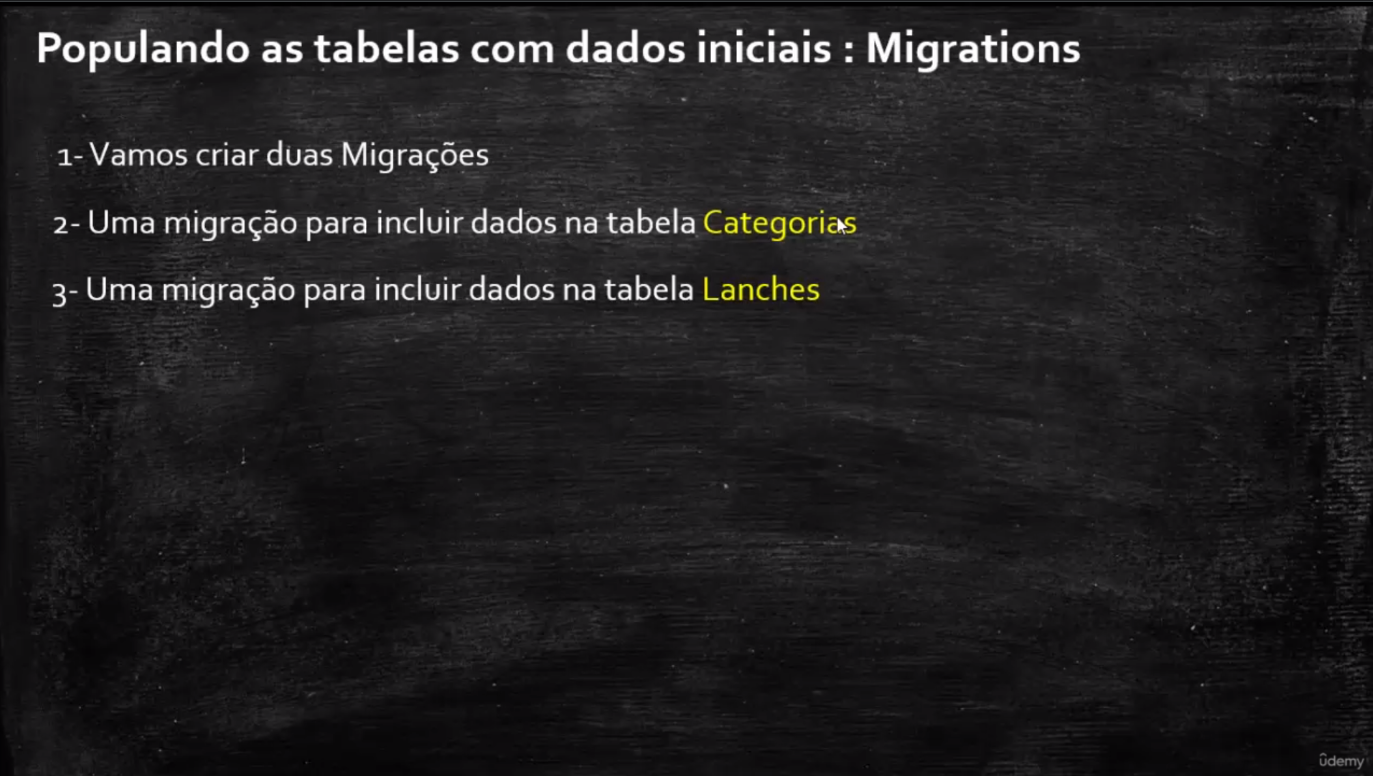 Populando as tabelas com dados iniciais : Migrations
1- Vamos criar duas Migrações
2- Uma migração para incluir dados na tabela Categorias
3- Uma migração para incluir dados na tabela Lanches
ûdemy